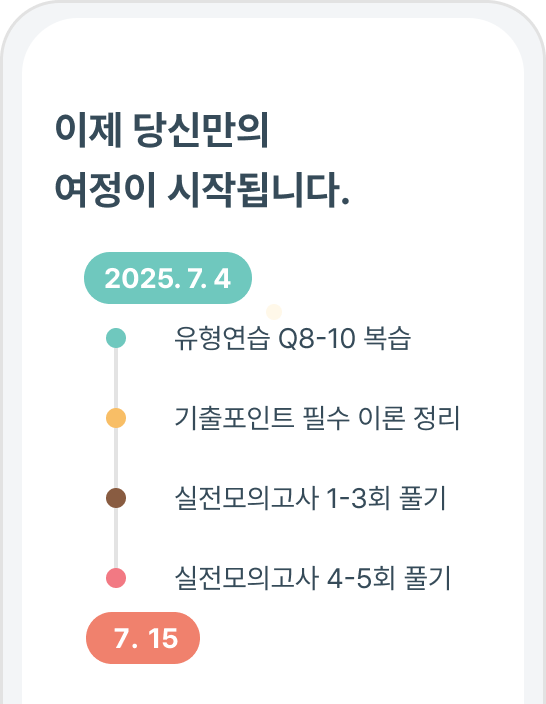 이제 당신만의
여정이 시작됩니다.
2025. 7. 4
유형연습 Q8-10 복습
기출포인트 필수 이론 정리
실전모의고사 1-3회 풀기
실전모의고사 4-5회 풀기
7. 15